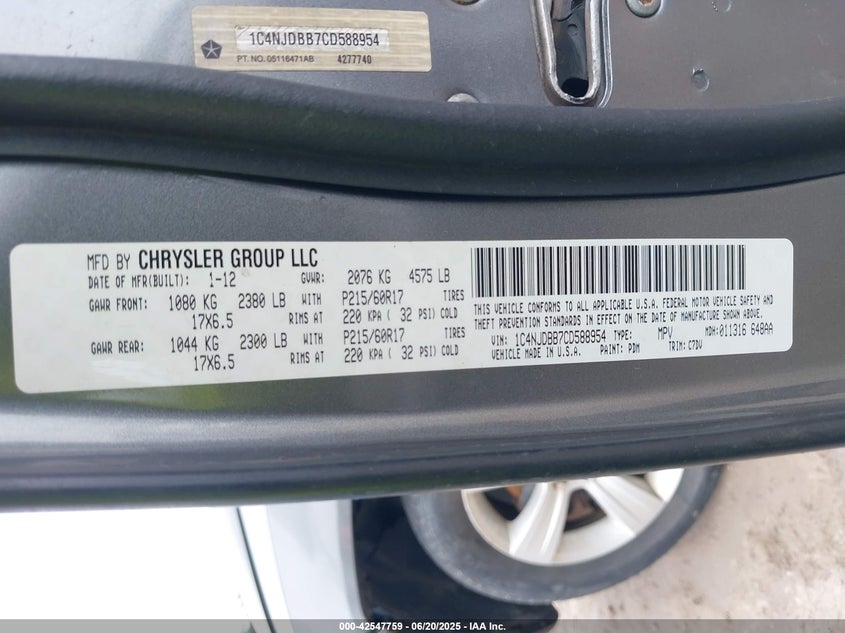 1C4NJDBB7CD588954
PT. NO. 05116471AB 4277740
MFD BY CHRYSLER GROUP LLC
DATE OF MFR(BUILT): 1-12 GVWR: 2076 KG 4575 LB
GAWR FRONT: 1080 KG 2380 LB WITH P215/60R17 TIRES
17X6.5 RIMS AT 220 KPA ( 32 PSI) COLD
GAWR REAR: 1044 KG 2300 LB WITH P215/60R17 TIRES
17X6.5 RIMS AT 220 KPA ( 32 PSI) COLD
THIS VEHICLE CONFORMS TO ALL APPLICABLE U.S.A. FEDERAL MOTOR VEHICLE SAFETY AND
THEFT PREVENTION STANDARDS IN EFFECT ON THE DATE OF MANUFACTURE SHOWN ABOVE.
VIN: 1C4NJDBB7CD588954 TYPE: MPV MDH:011316 648AA
VEHICLE MADE IN U.S.A. PAINT: PDM TRIM: C7DV
000-42547759 - 06/20/2025 - IAA Inc.